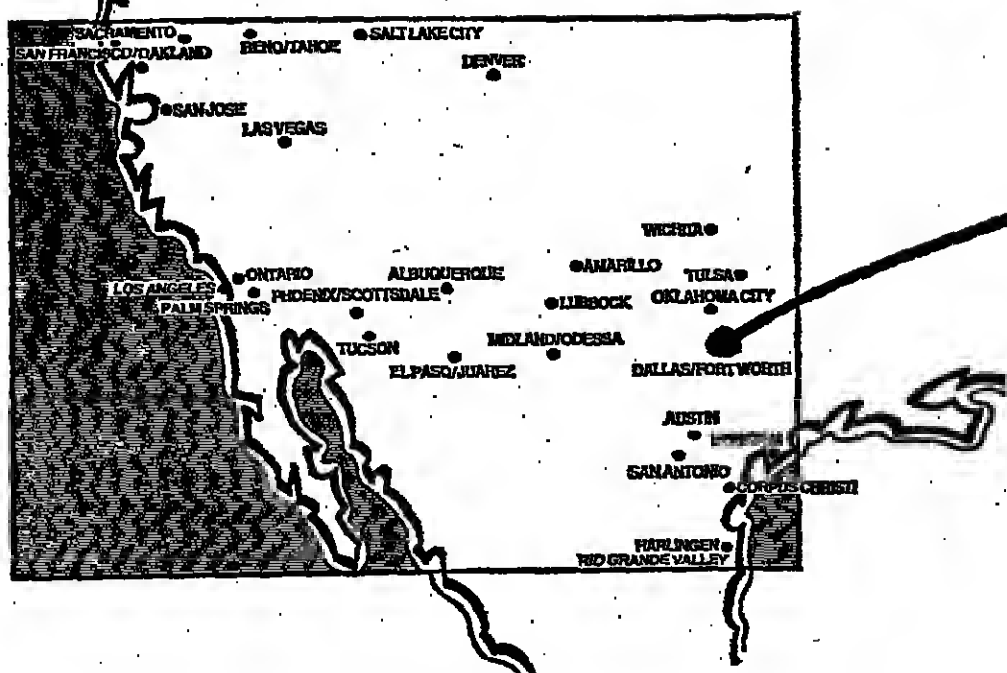 SACRAMENTO
SAN FRANCISCO/OAKLAND
RENO/TAHOE
SALT LAKE CITY
DENVER
SAN JOSE
LAS VEGAS
WICHITA
AMARILLO
TULSA
ONTARIO
ALBUQUERQUE
LOS ANGELES
PHOENIX/SCOTTSDALE
LUBBOCK
OKLAHOMA CITY
PALM SPRINGS
TUCSON
MIDLAND/ODESSA
EL PASO/JUAREZ
DALLAS/FORT WORTH
AUSTIN
SAN ANTONIO
CORPUS CHRISTI
HARLINGEN
RIO GRANDE VALLEY